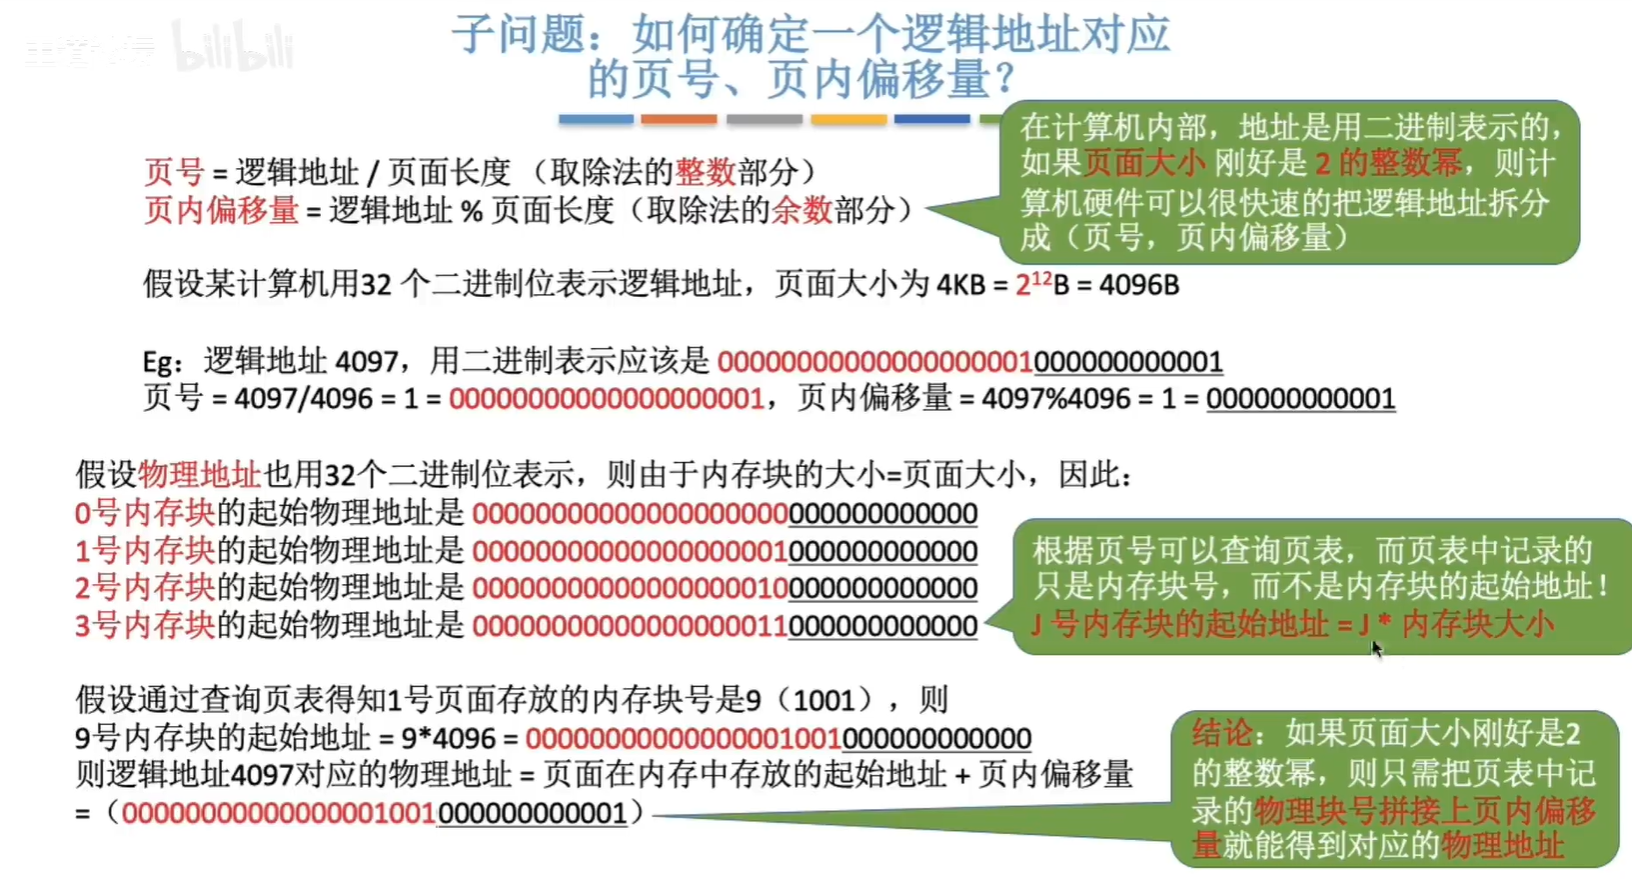 bilibili
子问题：如何确定一个逻辑地址对应
的页号、页内偏移量？
在计算机内部，地址是用二进制表示的，
如果页面大小 刚好是 2 的整数幂，则计
算机硬件可以很快速的把逻辑地址拆分
成（页号，页内偏移量）
页号 = 逻辑地址 / 页面长度 （取除法的整数部分）
页内偏移量 = 逻辑地址 % 页面长度（取除法的余数部分）
假设某计算机用32 个二进制位表示逻辑地址，页面大小为 4KB = 2¹²B = 4096B
Eg：逻辑地址 4097，用二进制表示应该是 00000000000000000001000000000001
页号 = 4097/4096 = 1 = 00000000000000000001，页内偏移量 = 4097%4096 = 1 = 000000000001
假设物理地址也用32个二进制位表示，则由于内存块的大小=页面大小，因此：
0号内存块的起始物理地址是 00000000000000000000000000000000
1号内存块的起始物理地址是 00000000000000000001000000000000
2号内存块的起始物理地址是 00000000000000000010000000000000
3号内存块的起始物理地址是 00000000000000000011000000000000
根据页号可以查询页表，而页表中记录的
只是内存块号，而不是内存块的起始地址！
J 号内存块的起始地址 = J * 内存块大小
假设通过查询页表得知1号页面存放的内存块号是9（1001），则
9号内存块的起始地址 = 9*4096 = 00000000000000001001000000000000
则逻辑地址4097对应的物理地址 = 页面在内存中存放的起始地址 + 页内偏移量
=（00000000000000001001000000000001）
结论：如果页面大小刚好是2
的整数幂，则只需把页表中记
录的物理块号拼接上页内偏移
量就能得到对应的物理地址